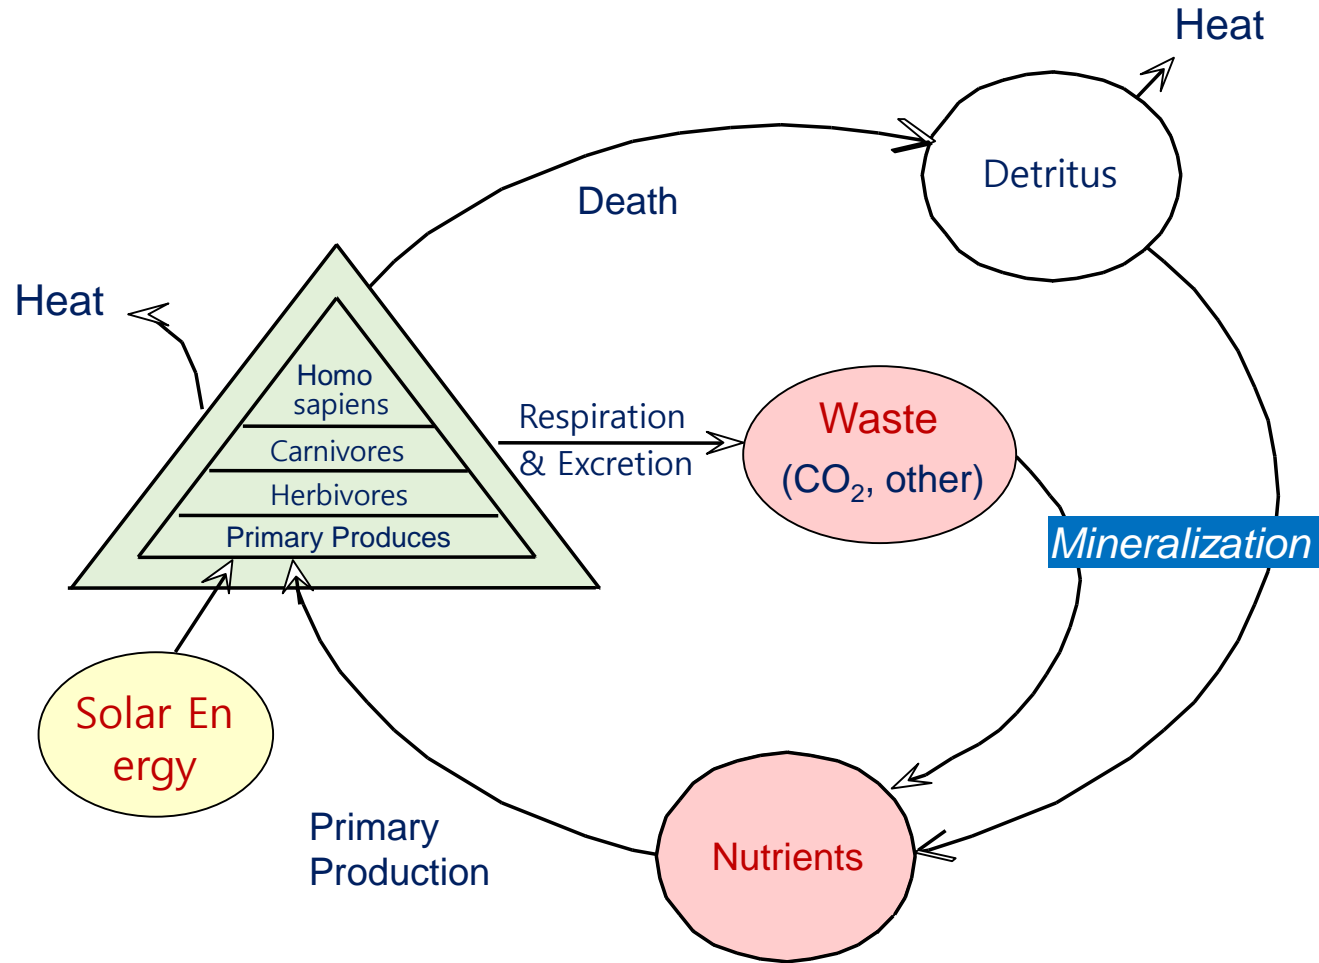 Heat
Detritus
Death
Heat
Homo
sapiens
Carnivores
Herbivores
Primary Produces
Respiration
& Excretion
Waste
(CO₂, other)
Mineralization
Solar En
ergy
Primary
Production
Nutrients